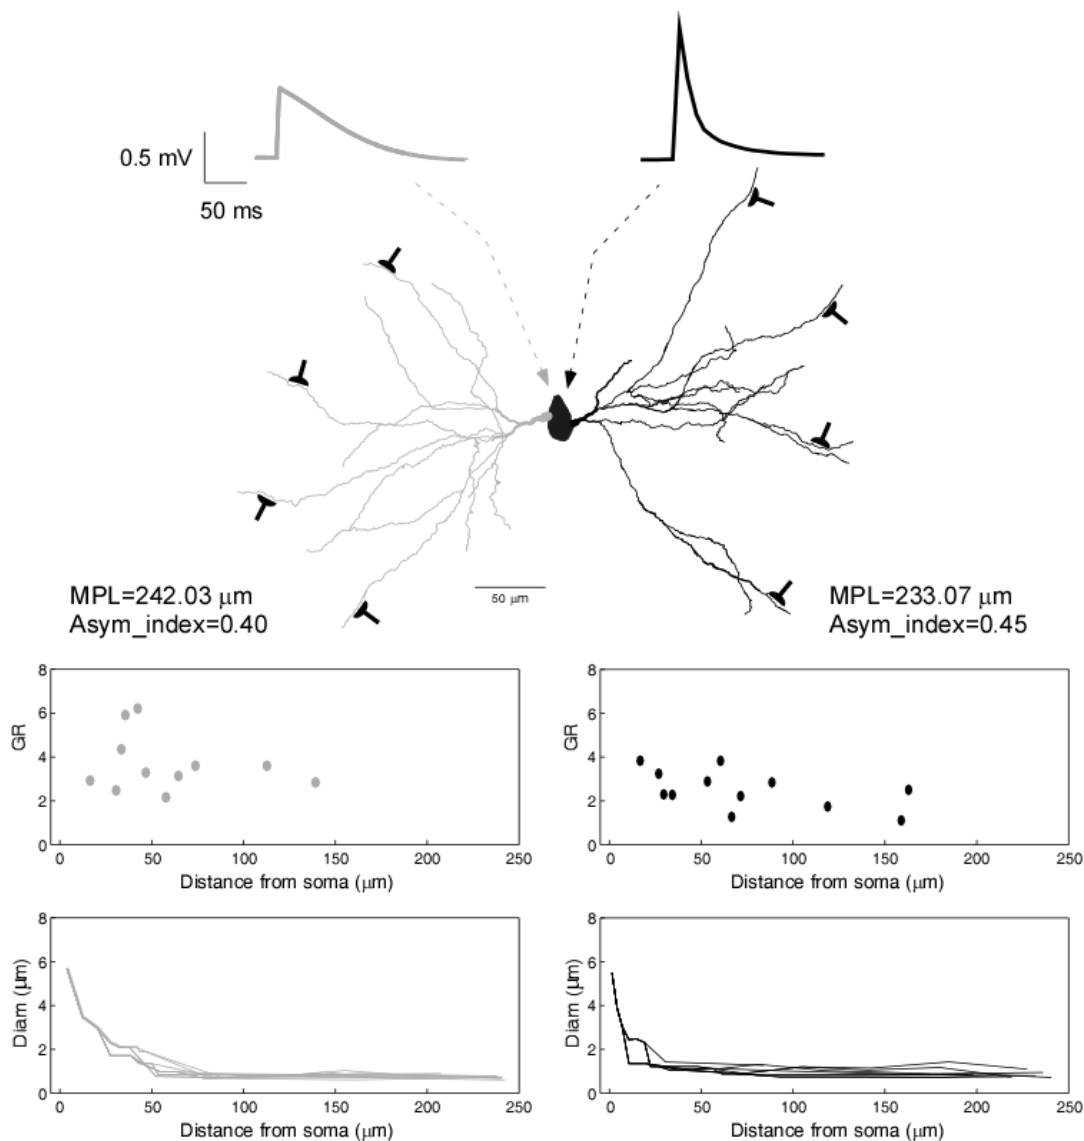 0.5 mV
50 ms
50 μm
MPL=242.03 μm
Asym_index=0.40
MPL=233.07 μm
Asym_index=0.45
8
6
4
2
0
GR
0 50 100 150 200 250
Distance from soma (μm)
8
6
4
2
0
GR
0 50 100 150 200 250
Distance from soma (μm)
8
6
4
2
0
Diam (μm)
0 50 100 150 200 250
Distance from soma (μm)
8
6
4
2
0
Diam (μm)
0 50 100 150 200 250
Distance from soma (μm)